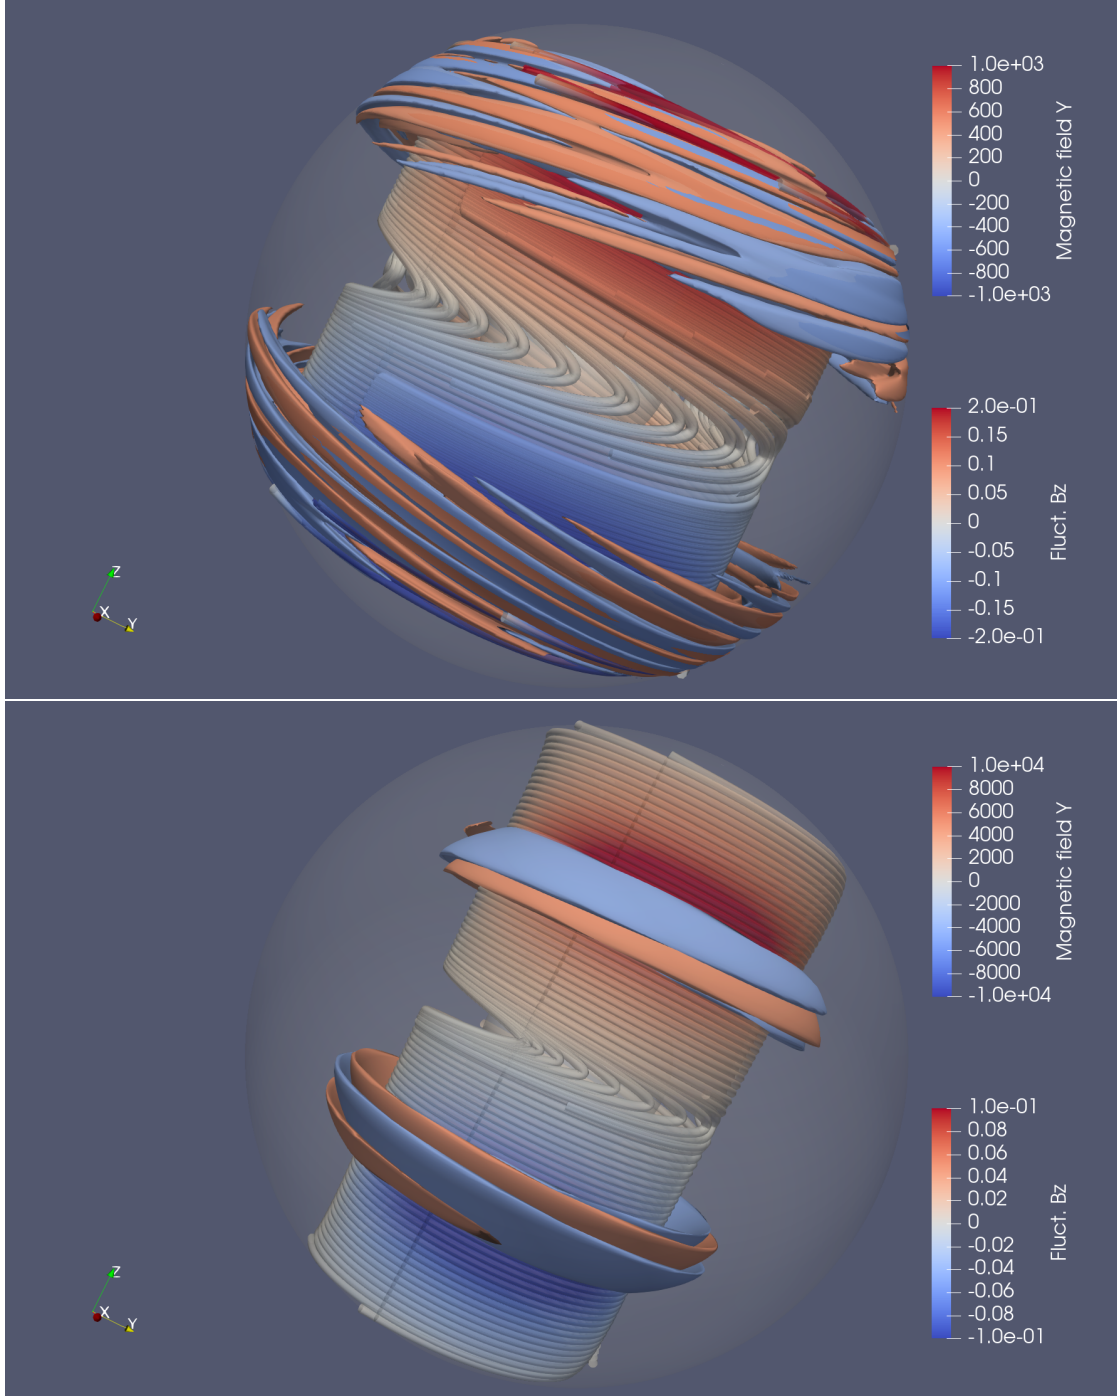 1.0e+03
800
600
400
200
0
-200
-400
-600
-800
-1.0e+03
Magnetic field Y
2.0e-01
0.15
0.1
0.05
0
-0.05
-0.1
-0.15
-2.0e-01
Fluct. Bz
Z
X
Y
1.0e+04
8000
6000
4000
2000
0
-2000
-4000
-6000
-8000
-1.0e+04
Magnetic field Y
1.0e-01
0.08
0.06
0.04
0.02
0
-0.02
-0.04
-0.06
-0.08
-1.0e-01
Fluct. Bz
Z
X
Y